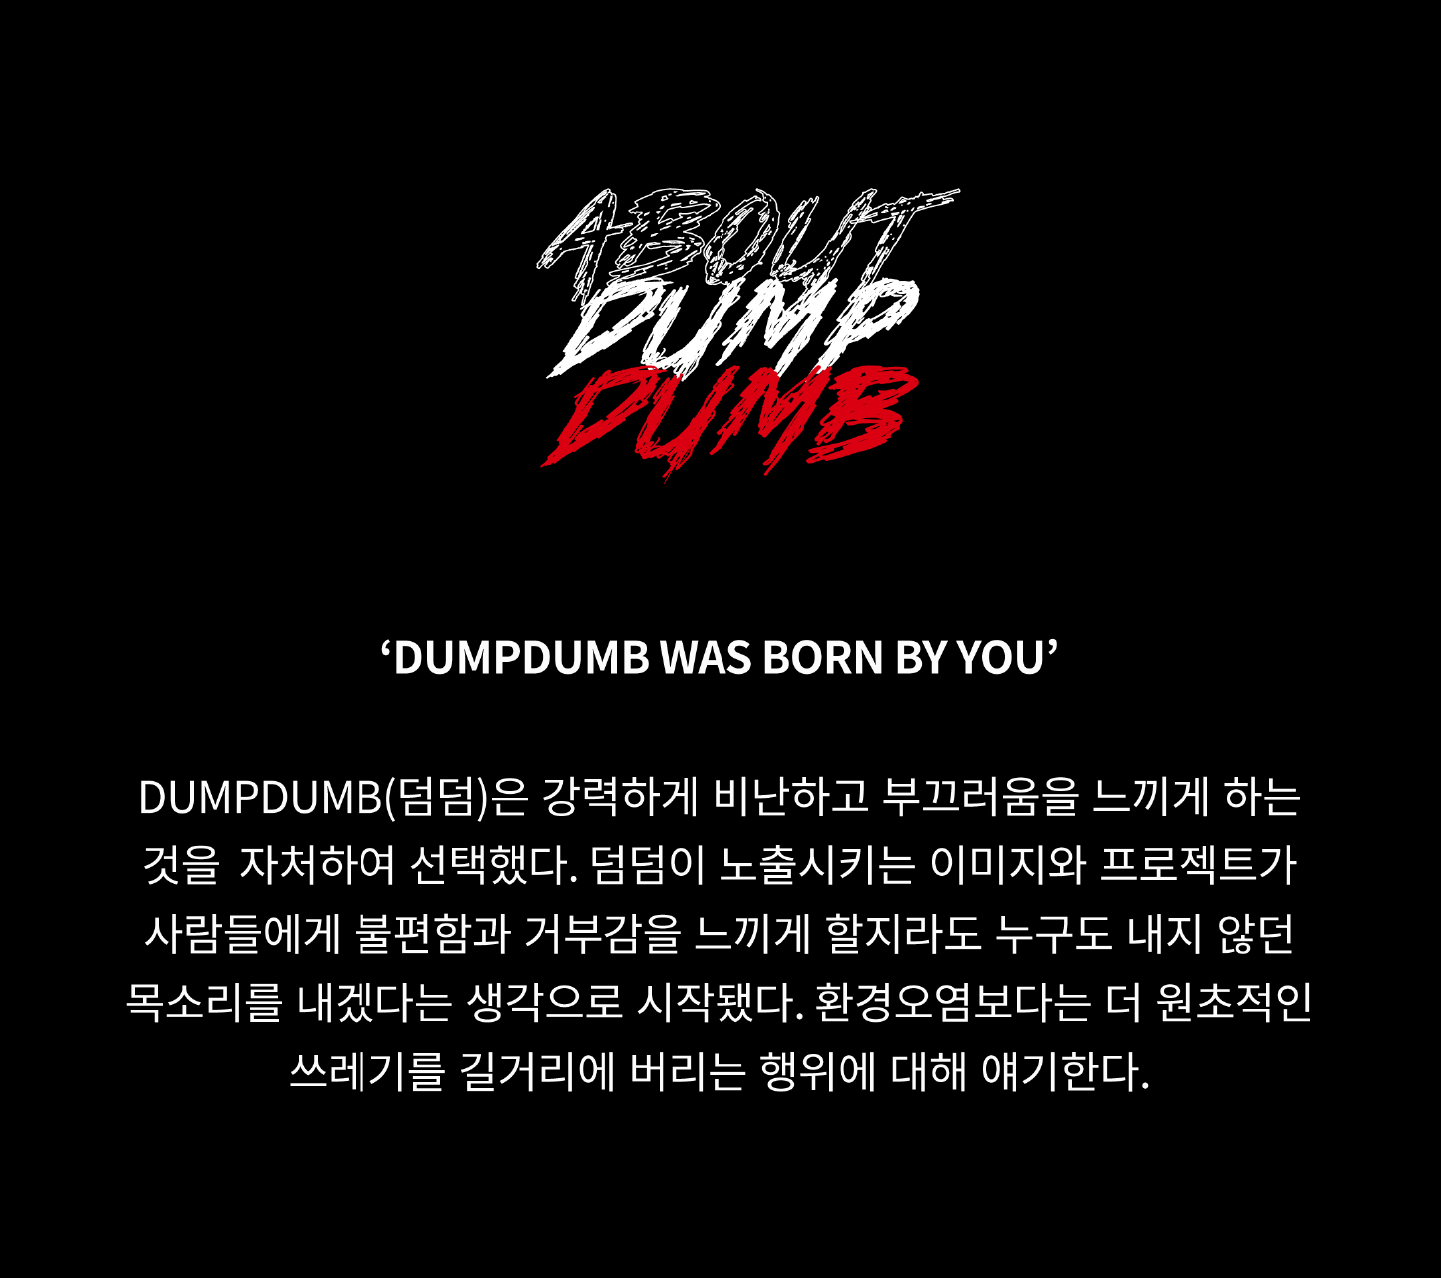 ABOUT
DUMP
DUMB
‘DUMPDUMB WAS BORN BY YOU’
DUMPDUMB(덤덤)은 강력하게 비난하고 부끄러움을 느끼게 하는
것을 자처하여 선택했다. 덤덤이 노출시키는 이미지와 프로젝트가
사람들에게 불편함과 거부감을 느끼게 할지라도 누구도 내지 않던
목소리를 내겠다는 생각으로 시작됐다. 환경오염보다는 더 원초적인
쓰레기를 길거리에 버리는 행위에 대해 얘기한다.